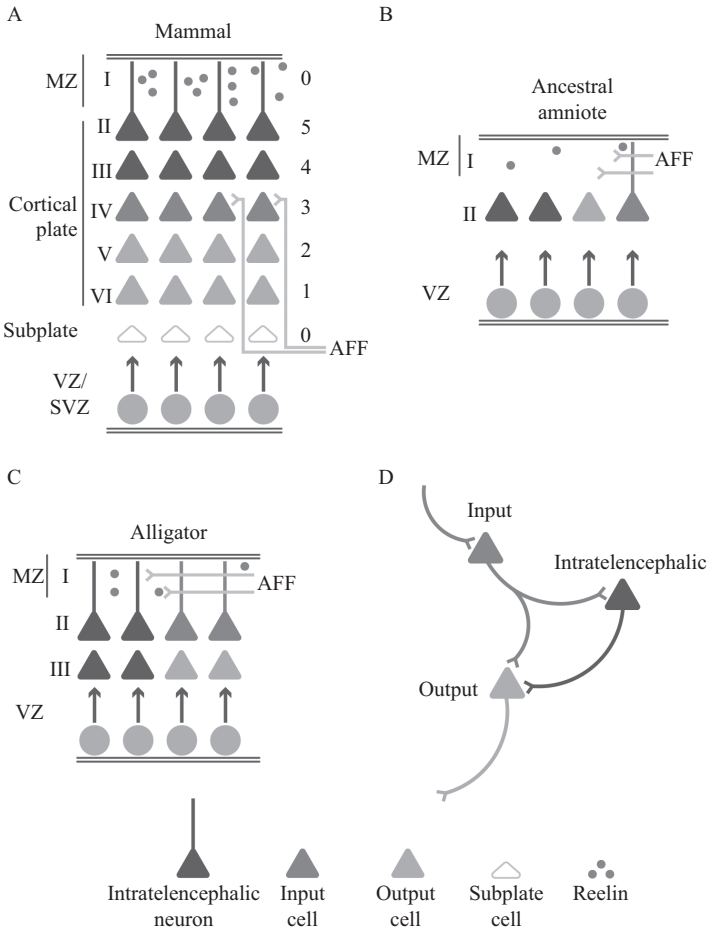 A
Mammal
MZ
I
0
II
5
III
4
Cortical
plate
IV
3
V
2
VI
1
Subplate
0
AFF
VZ/
SVZ
B
Ancestral
amniote
MZ
I
AFF
II
VZ
C
Alligator
MZ
I
AFF
II
III
VZ
D
Input
Intratelencephalic
Output
Intratelencephalic
neuron
Input
cell
Output
cell
Subplate
cell
Reelin